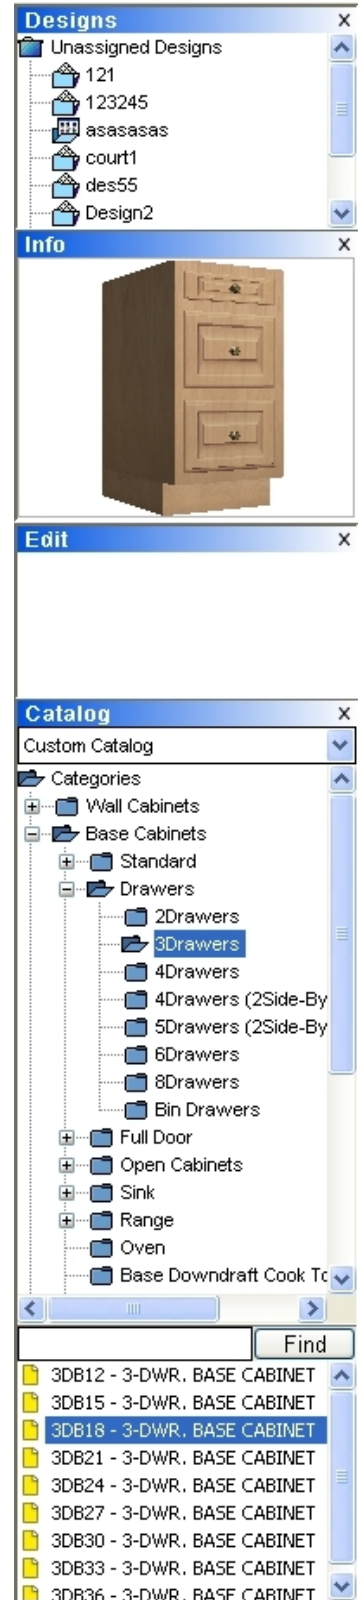 Designs
Unassigned Designs
121
123245
asasasas
court1
des55
Design2
Info
Edit
Catalog
Custom Catalog
Categories
Wall Cabinets
Base Cabinets
Standard
Drawers
2Drawers
3Drawers
4Drawers
4Drawers (2Side-By
5Drawers (2Side-By
6Drawers
8Drawers
Bin Drawers
Full Door
Open Cabinets
Sink
Range
Oven
Base Downdraft Cook To
Find
3DB12 - 3-DWR. BASE CABINET
3DB15 - 3-DWR. BASE CABINET
3DB18 - 3-DWR. BASE CABINET
3DB21 - 3-DWR. BASE CABINET
3DB24 - 3-DWR. BASE CABINET
3DB27 - 3-DWR. BASE CABINET
3DB30 - 3-DWR. BASE CABINET
3DB33 - 3-DWR. BASE CABINET
3DB36 - 3-DWR. BASE CABINET